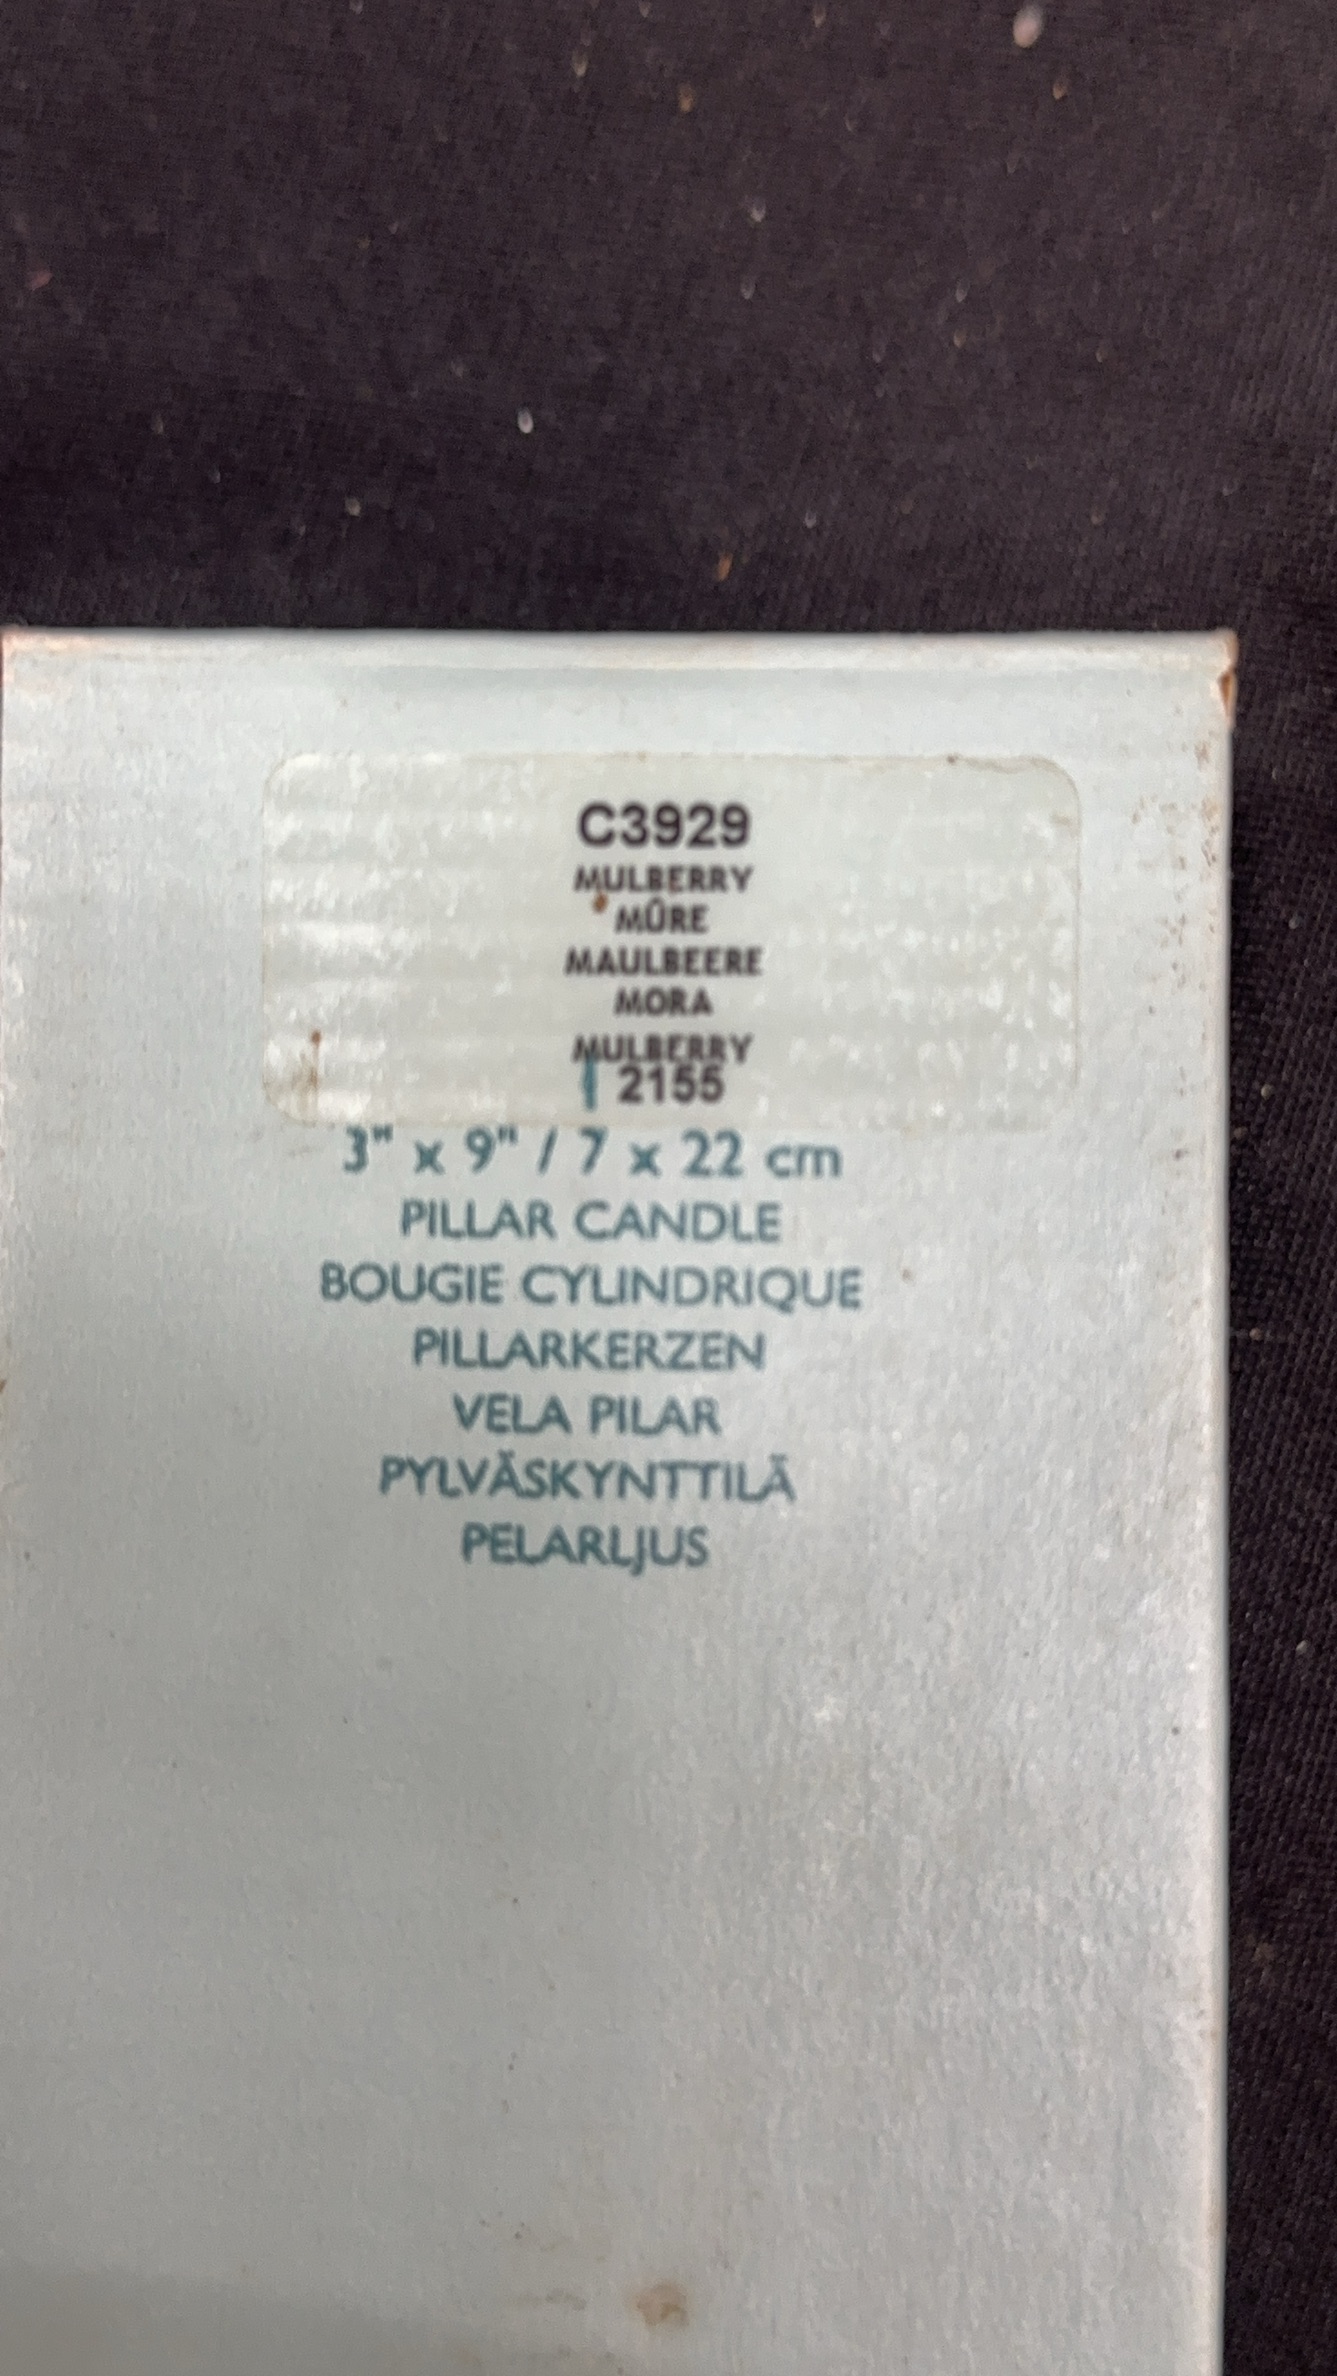 C3929
MULBERRY
MÛRE
MAULBEERE
MORA
MULBERRY
2155
3" x 9" / 7 x 22 cm
PILLAR CANDLE
BOUGIE CYLINDRIQUE
PILLARKERZEN
VELA PILAR
PYLVÄSKYNTTILÄ
PELARLJUS